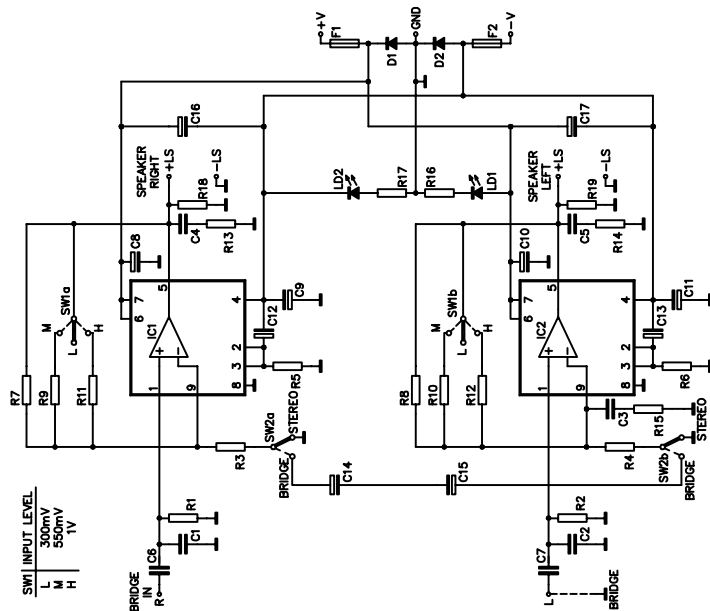 SW1 INPUT LEVEL
L 300mV
M 550mV
H 1V
R7
R9
R11
M
L
H
SW1a
BRIDGE
IN
R
C6
C1
R1
R3
SW2a
BRIDGE
STEREO
C14
C15
1
9
6
7
5
4
2
3
8
+
−
IC1
C8
C12
C9
R5
C4
R13
R18
SPEAKER
RIGHT
+LS
-LS
C16
LD2
R17
R16
LD1
+V
F1
D1
GND
D2
F2
-V
R8
R10
R12
M
L
H
SW1b
L
C7
C2
R2
BRIDGE
R4
SW2b
BRIDGE
STEREO
C3
R15
1
9
6
7
5
4
2
3
8
+
−
IC2
C10
C13
C11
R6
C5
R14
R19
SPEAKER
LEFT
+LS
-LS
C17